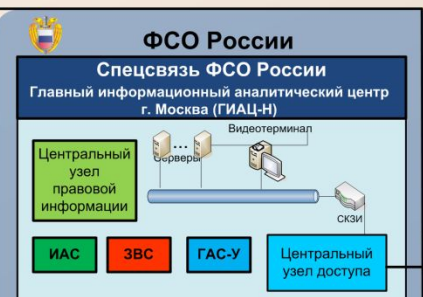 ФСО России
Спецсвязь ФСО России
Главный информационный аналитический центр
г. Москва (ГИАЦ-Н)
Видеотерминал
...
Серверы
Центральный
узел
правовой
информации
скзи
ИАС
ЗВС
ГАС-У
Центральный
узел доступа